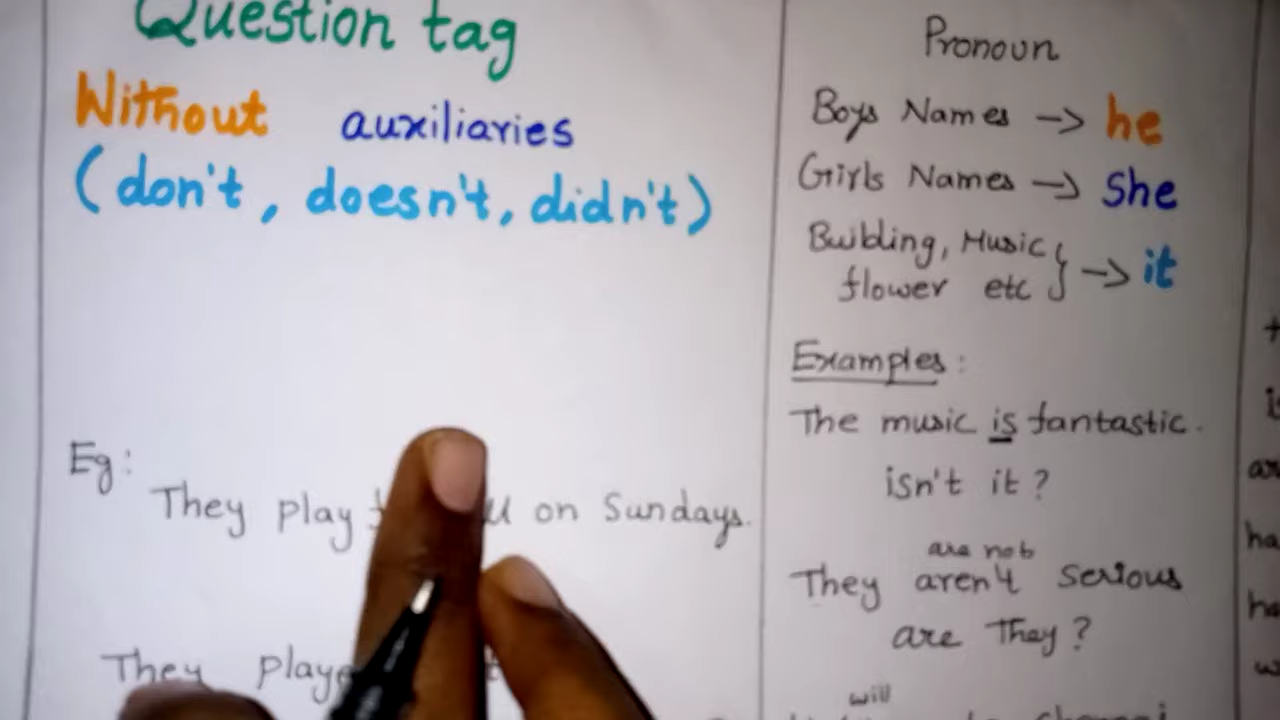 Question tag
Without auxiliaries
(don't, doesn't, didn't)
Eg:
They play on Sundays.
They
Pronoun
Boys Names -> he
Girls Names -> She
Building, Music
flower etc } -> it
Examples:
The music is fantastic.
isn't it?
are not
They aren't serious
are They?
will